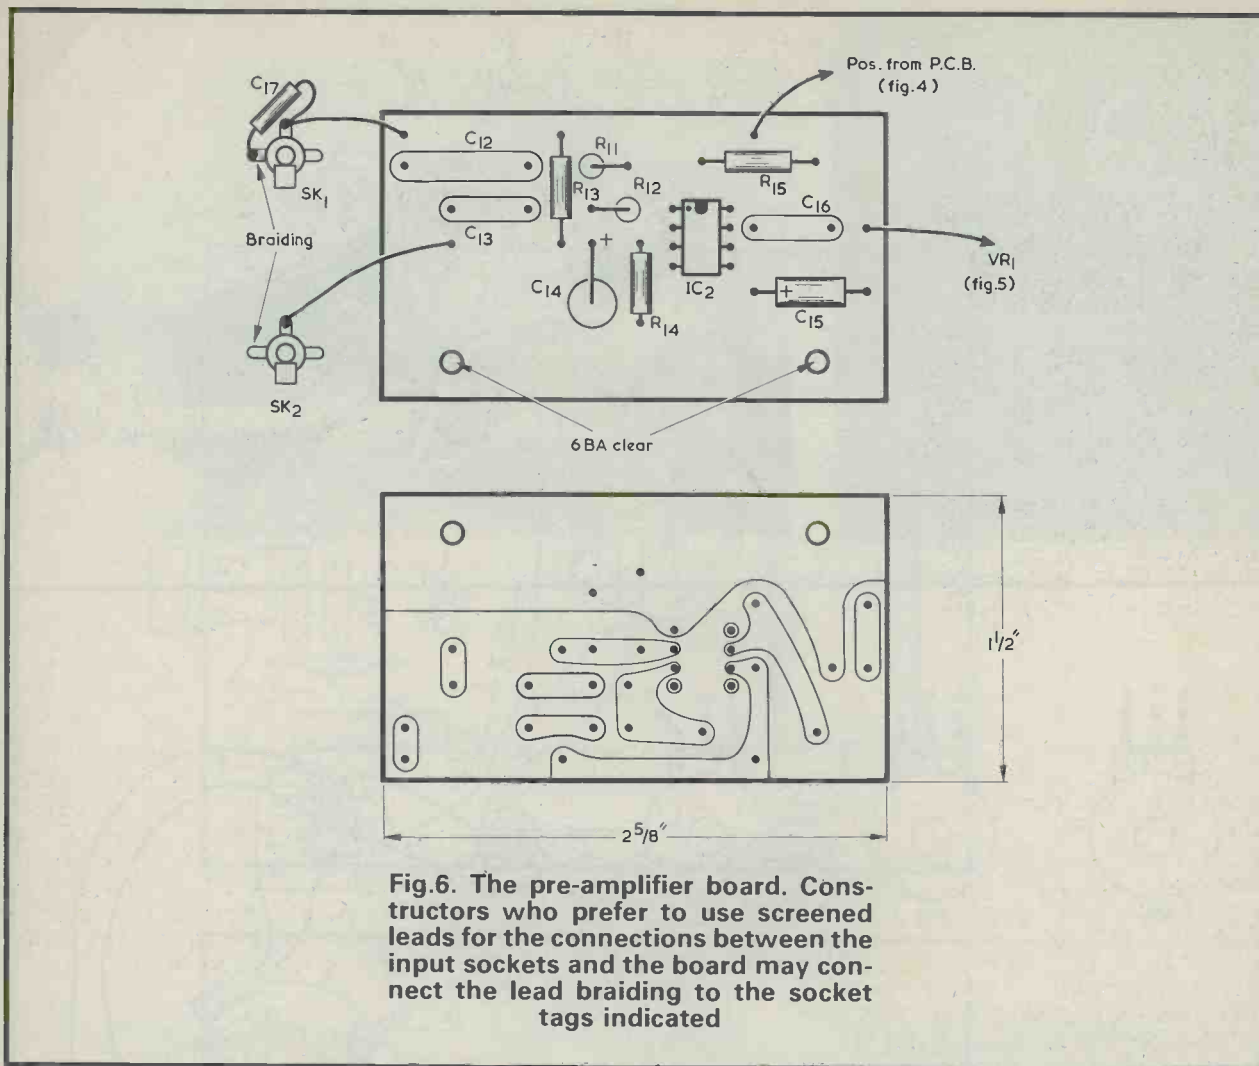 C17
Pos. from P.C.B.
(fig.4)
C12
R11
R13
R12
R15
SK1
C16
Braiding
C13
+
VR1
(fig.5)
C14
IC2
+
C15
R14
SK2
6BA clear
1 1/2"
2 5/8"
Fig.6. The pre-amplifier board. Cons-
tructors who prefer to use screened
leads for the connections between the
input sockets and the board may con-
nect the lead braiding to the socket
tags indicated